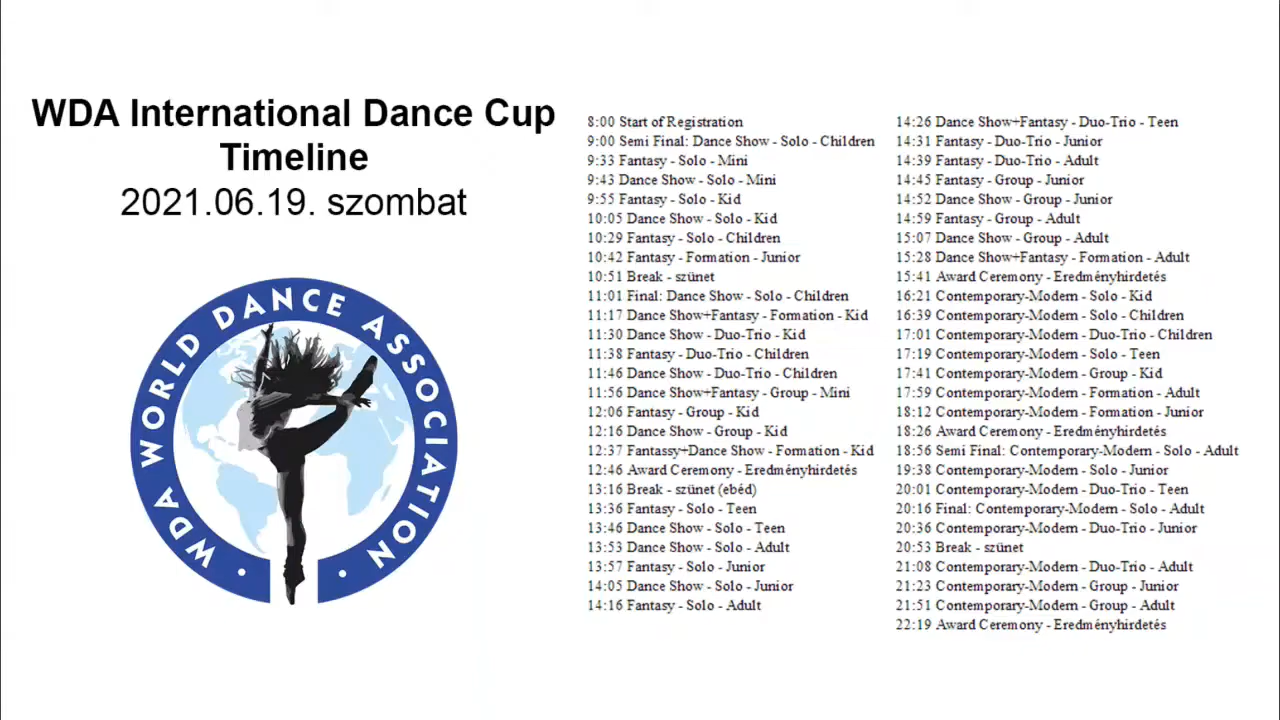 WDA International Dance Cup
Timeline
2021.06.19. szombat
WDA WORLD DANCE ASSOCIATION
8:00 Start of Registration
9:00 Semi Final: Dance Show - Solo - Children
9:33 Fantasy - Solo - Mini
9:43 Dance Show - Solo - Mini
9:55 Fantasy - Solo - Kid
10:05 Dance Show - Solo - Kid
10:29 Fantasy - Solo - Children
10:42 Fantasy - Formation - Junior
10:51 Break - szünet
11:01 Final: Dance Show - Solo - Children
11:17 Dance Show+Fantasy - Formation - Kid
11:30 Dance Show - Duo-Trio - Kid
11:38 Fantasy - Duo-Trio - Children
11:46 Dance Show - Duo-Trio - Children
11:56 Dance Show+Fantasy - Group - Mini
12:06 Fantasy - Group - Kid
12:16 Dance Show - Group - Kid
12:37 Fantassy+Dance Show - Formation - Kid
12:46 Award Ceremony - Eredményhirdetés
13:16 Break - szünet (ebéd)
13:36 Fantasy - Solo - Teen
13:46 Dance Show - Solo - Teen
13:53 Dance Show - Solo - Adult
13:57 Fantasy - Solo - Junior
14:05 Dance Show - Solo - Junior
14:16 Fantasy - Solo - Adult
14:26 Dance Show+Fantasy - Duo-Trio - Teen
14:31 Fantasy - Duo-Trio - Junior
14:39 Fantasy - Duo-Trio - Adult
14:45 Fantasy - Group - Junior
14:52 Dance Show - Group - Junior
14:59 Fantasy - Group - Adult
15:07 Dance Show - Group - Adult
15:28 Dance Show+Fantasy - Formation - Adult
15:41 Award Ceremony - Eredményhirdetés
16:21 Contemporary-Modern - Solo - Kid
16:39 Contemporary-Modern - Solo - Children
17:01 Contemporary-Modern - Duo-Trio - Children
17:19 Contemporary-Modern - Solo - Teen
17:41 Contemporary-Modern - Group - Kid
17:59 Contemporary-Modern - Formation - Adult
18:12 Contemporary-Modern - Formation - Junior
18:26 Award Ceremony - Eredményhirdetés
18:56 Semi Final: Contemporary-Modern - Solo - Adult
19:38 Contemporary-Modern - Solo - Junior
20:01 Contemporary-Modern - Duo-Trio - Teen
20:16 Final: Contemporary-Modern - Solo - Adult
20:36 Contemporary-Modern - Duo-Trio - Junior
20:53 Break - szünet
21:08 Contemporary-Modern - Duo-Trio - Adult
21:23 Contemporary-Modern - Group - Junior
21:51 Contemporary-Modern - Group - Adult
22:19 Award Ceremony - Eredményhirdetés